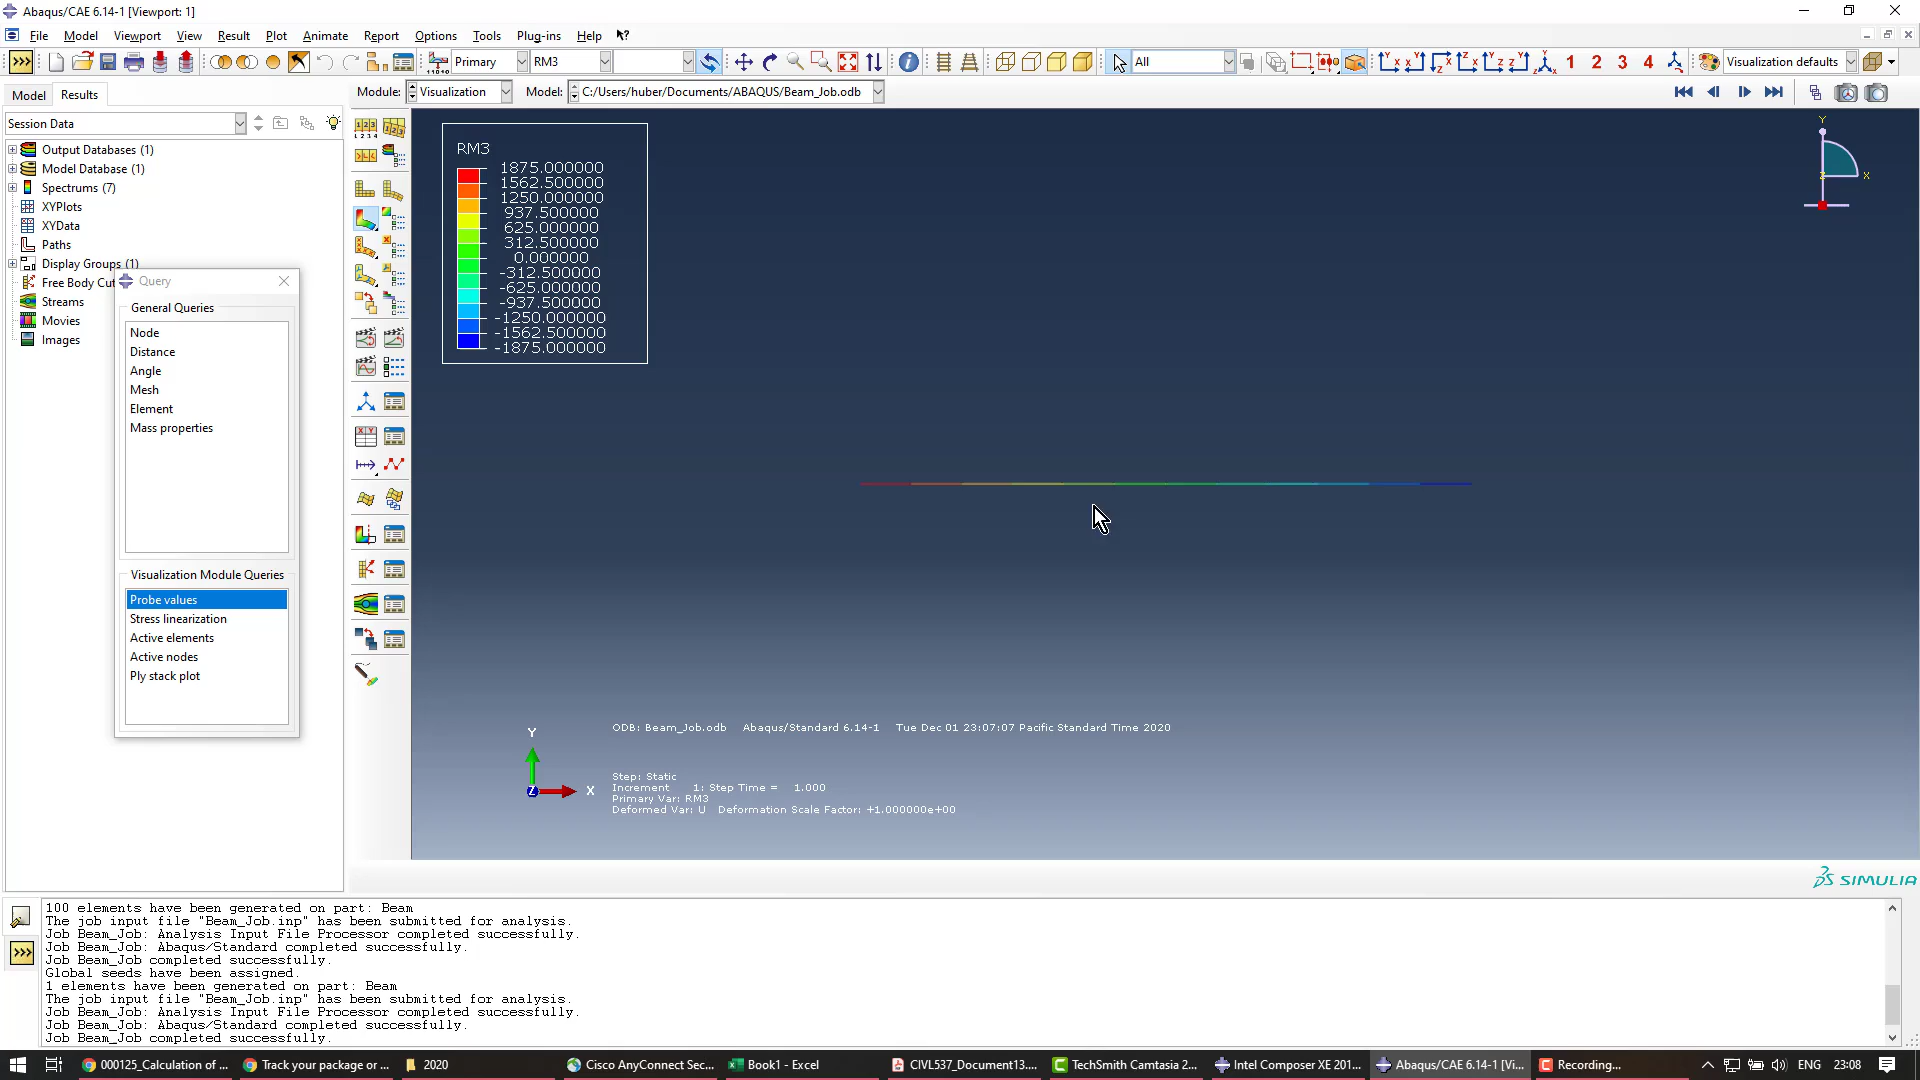 Abaqus/CAE 6.14-1 [Viewport: 1]
File Model Viewport View Result Plot Animate Report Options Tools Plug-ins Help
Primary RM3 All 1 2 3 4 Visualization defaults
Model Results Module: Visualization Model: C:/Users/huber/Documents/ABAQUS/Beam_Job.odb
Session Data
Output Databases (1)
Model Database (1)
Spectrums (7)
XYPlots
XYData
Paths
Display Groups (1)
Free Body Cut
Streams
Movies
Images
Query
General Queries
Node
Distance
Angle
Mesh
Element
Mass properties
Visualization Module Queries
Probe values
Stress linearization
Active elements
Active nodes
Ply stack plot
RM3
1875.000000
1562.500000
1250.000000
937.500000
625.000000
312.500000
0.000000
-312.500000
-625.000000
-937.500000
-1250.000000
-1562.500000
-1875.000000
Y
X
Z
Y
X
Z
ODB: Beam_Job.odb Abaqus/Standard 6.14-1 Tue Dec 01 23:07:07 Pacific Standard Time 2020
Step: Static
Increment 1: Step Time = 1.000
Primary Var: RM3
Deformed Var: U Deformation Scale Factor: +1.000000e+00
SIMULIA
100 elements have been generated on part: Beam
The job input file "Beam_Job.inp" has been submitted for analysis.
Job Beam_Job: Analysis Input File Processor completed successfully.
Job Beam_Job: Abaqus/Standard completed successfully.
Job Beam_Job completed successfully.
Global seeds have been assigned.
1 elements have been generated on part: Beam
The job input file "Beam_Job.inp" has been submitted for analysis.
Job Beam_Job: Analysis Input File Processor completed successfully.
Job Beam_Job: Abaqus/Standard completed successfully.
Job Beam_Job completed successfully.
000125_Calculation of ... Track your package or ... 2020 Cisco AnyConnect Sec... Book1 - Excel CIVL537_Document13.... TechSmith Camtasia 2... Intel Composer XE 201... Abaqus/CAE 6.14-1 [Vi... Recording... ENG 23:08